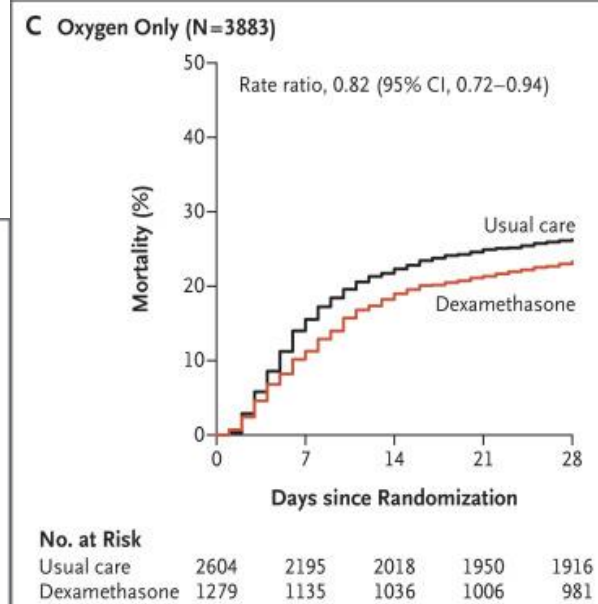 C Oxygen Only (N=3883)
50
Rate ratio, 0.82 (95% CI, 0.72–0.94)
40
30
Usual care
20
Dexamethasone
10
0
Mortality (%)
0 7 14 21 28
Days since Randomization
No. at Risk
Usual care 2604 2195 2018 1950 1916
Dexamethasone 1279 1135 1036 1006 981